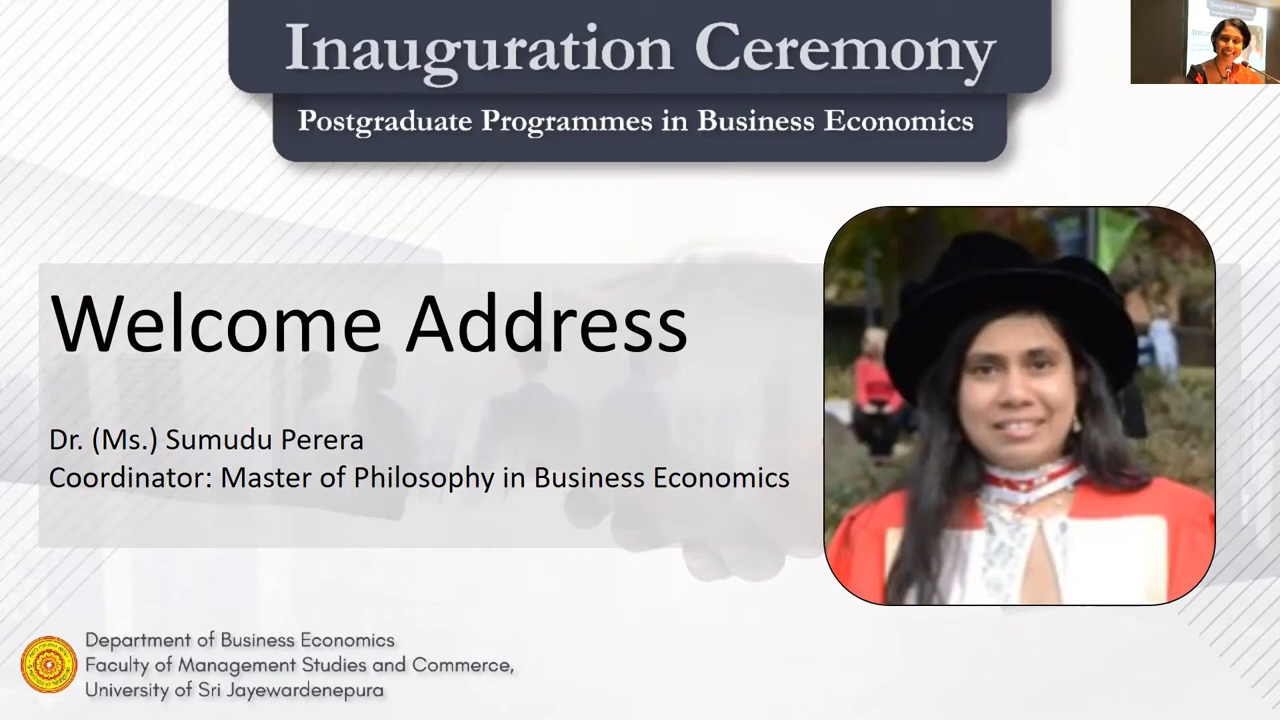 Inauguration Ceremony
Postgraduate Programmes in Business Economics
Welcome Address
Dr. (Ms.) Sumudu Perera
Coordinator: Master of Philosophy in Business Economics
Department of Business Economics
Faculty of Management Studies and Commerce,
University of Sri Jayewardenepura